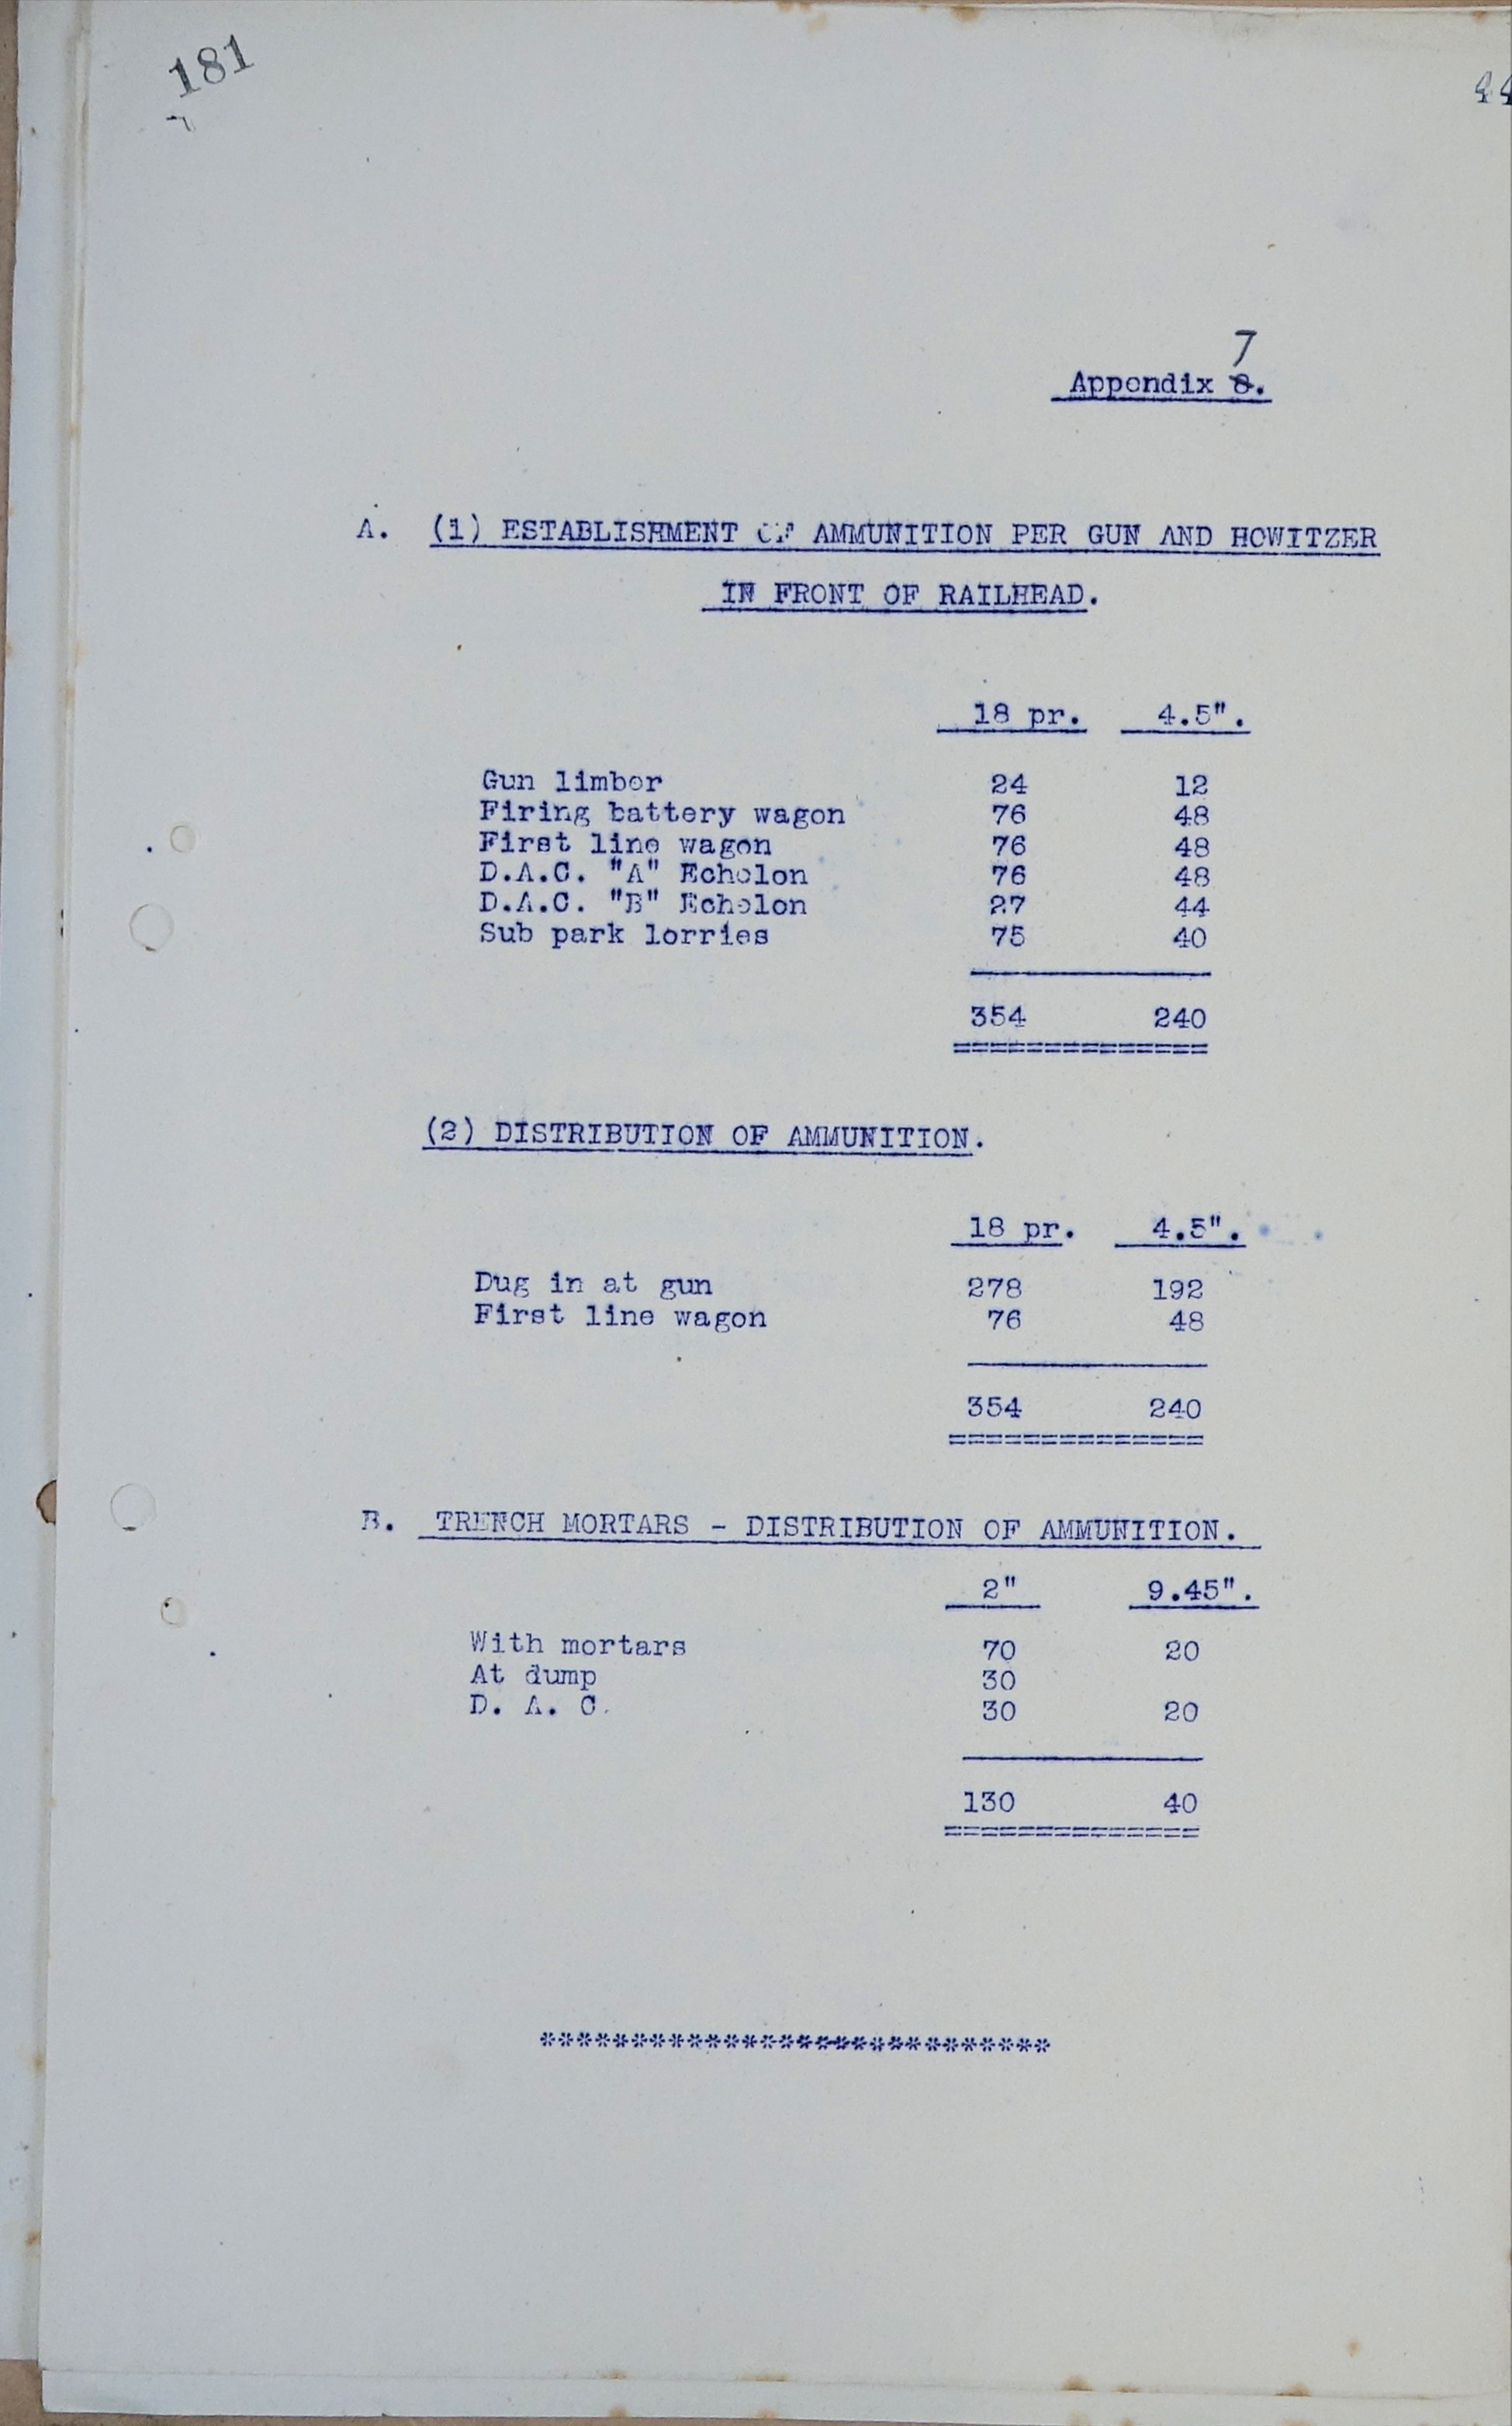 181
44
7
Appendix 8.
A. (1) ESTABLISHMENT OF AMMUNITION PER GUN AND HOWITZER
IN FRONT OF RAILHEAD.
18 pr. 4.5".
Gun limber 24 12
Firing battery wagon 76 48
First line wagon 76 48
D.A.C. "A" Echelon 76 48
D.A.C. "B" Echelon 27 44
Sub park lorries 75 40
354 240
==============
(2) DISTRIBUTION OF AMMUNITION.
18 pr. 4.5".
Dug in at gun 278 192
First line wagon 76 48
354 240
==============
B. TRENCH MORTARS - DISTRIBUTION OF AMMUNITION.
2" 9.45".
With mortars 70 20
At dump 30
D. A. C. 30 20
130 40
==============
****************************